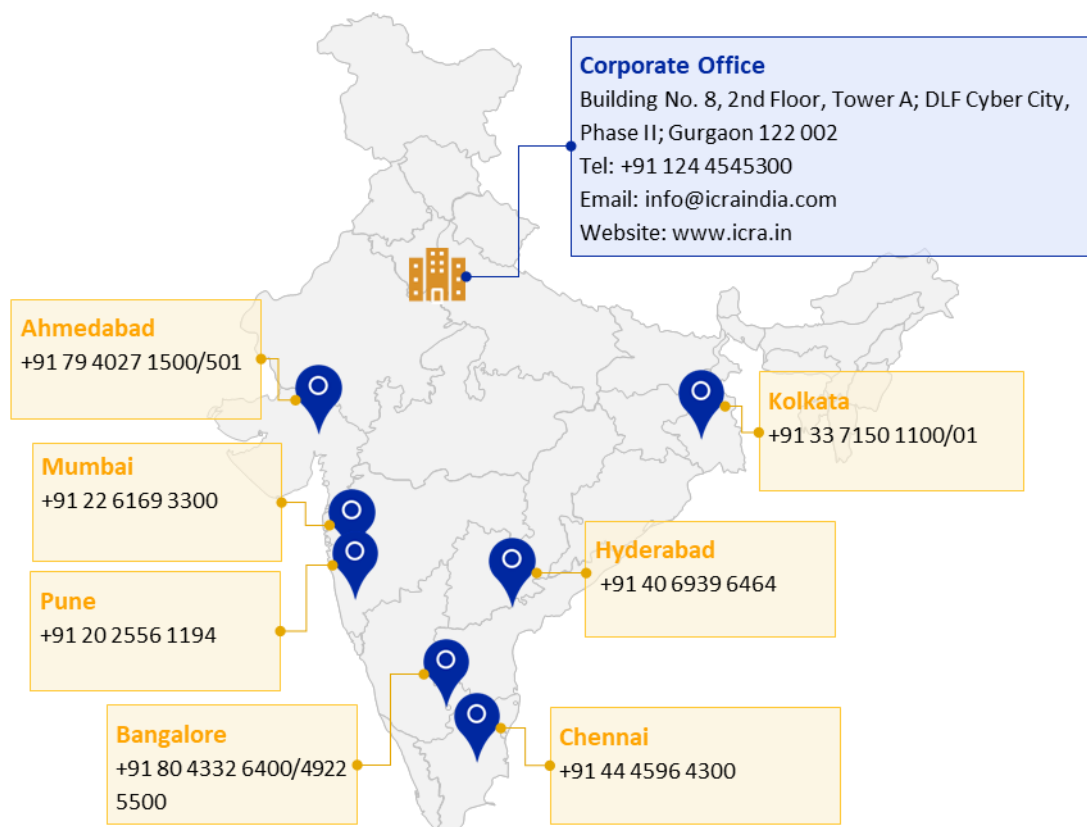 Corporate Office
Building No. 8, 2nd Floor, Tower A; DLF Cyber City,
Phase II; Gurgaon 122 002
Tel: +91 124 4545300
Email: info@icraindia.com
Website: www.icra.in
Ahmedabad
+91 79 4027 1500/501
Kolkata
+91 33 7150 1100/01
Mumbai
+91 22 6169 3300
Hyderabad
+91 40 6939 6464
Pune
+91 20 2556 1194
Bangalore
+91 80 4332 6400/4922
5500
Chennai
+91 44 4596 4300